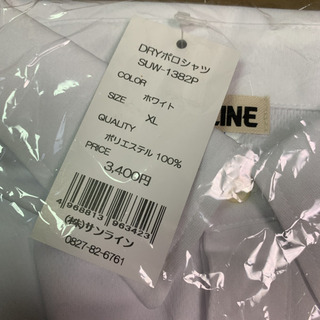 DRYポロシャツ
SUW-1382P
COLOR ホワイト
SIZE XL
QUALITY
ポリエステル 100%
PRICE
3,400円
4 968813 963423
(株)サンライン
0827-82-6761
LINE